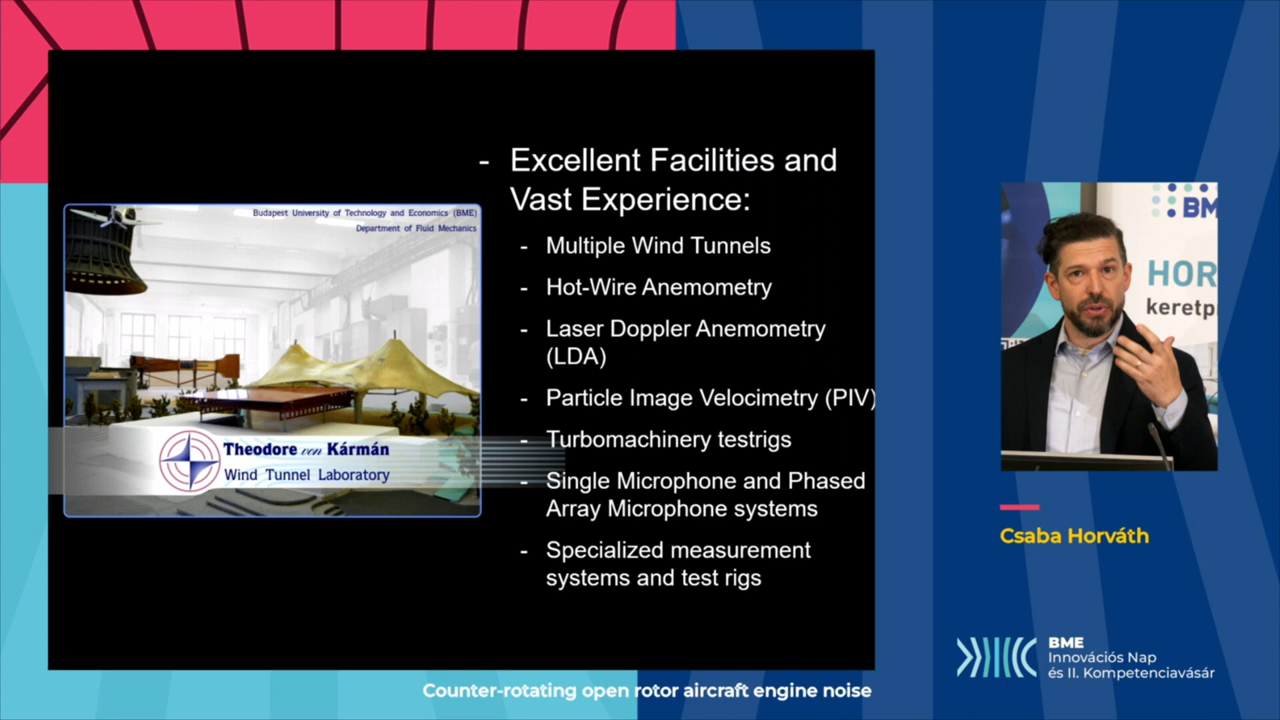 - Excellent Facilities and
Vast Experience:
- Multiple Wind Tunnels
- Hot-Wire Anemometry
- Laser Doppler Anemometry
(LDA)
- Particle Image Velocimetry (PIV)
- Turbomachinery testrigs
- Single Microphone and Phased
Array Microphone systems
- Specialized measurement
systems and test rigs
Budapest University of Technology and Economics (BME)
Department of Fluid Mechanics
Theodore von Kármán
Wind Tunnel Laboratory
Counter-rotating open rotor aircraft engine noise
BM
HOR
keretp
Csaba Horváth
BME
Innovációs Nap
és II. Kompetenciavásár